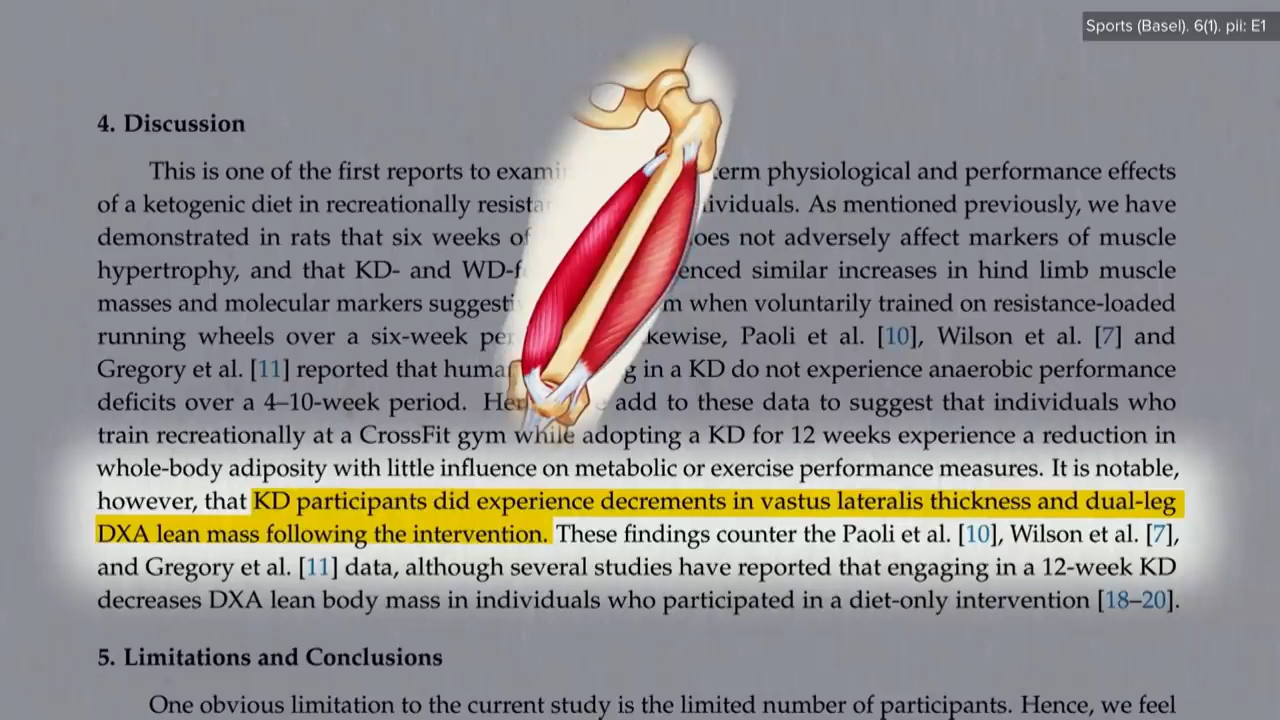 Sports (Basel). 6(1). pii: E1
4. Discussion
This is one of the first reports to exami erm physiological and performance effects
of a ketogenic diet in recreationally resista ividuals. As mentioned previously, we have
demonstrated in rats that six weeks of oes not adversely affect markers of muscle
hypertrophy, and that KD- and WD-f enced similar increases in hind limb muscle
masses and molecular markers suggesti m when voluntarily trained on resistance-loaded
running wheels over a six-week pe kewise, Paoli et al. [10], Wilson et al. [7] and
Gregory et al. [11] reported that huma g in a KD do not experience anaerobic performance
deficits over a 4–10-week period. Her add to these data to suggest that individuals who
train recreationally at a CrossFit gym while adopting a KD for 12 weeks experience a reduction in
whole-body adiposity with little influence on metabolic or exercise performance measures. It is notable,
however, that KD participants did experience decrements in vastus lateralis thickness and dual-leg
DXA lean mass following the intervention. These findings counter the Paoli et al. [10], Wilson et al. [7],
and Gregory et al. [11] data, although several studies have reported that engaging in a 12-week KD
decreases DXA lean body mass in individuals who participated in a diet-only intervention [18–20].
5. Limitations and Conclusions
One obvious limitation to the current study is the limited number of participants. Hence, we feel